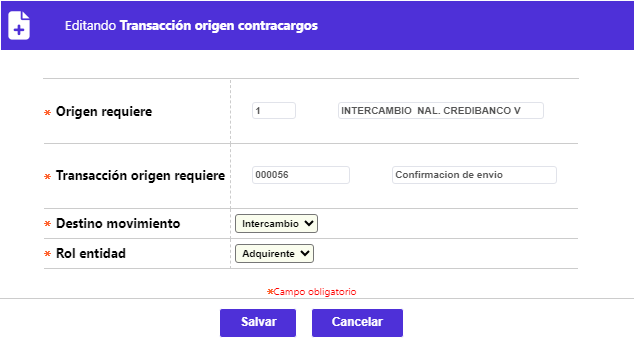 Editando Transacción origen contracargos
* Origen requiere 1 INTERCAMBIO NAL. CREDIBANCO V
* Transacción origen requiere 000056 Confirmacion de envio
* Destino movimiento Intercambio
* Rol entidad Adquirente
*Campo obligatorio
Salvar Cancelar